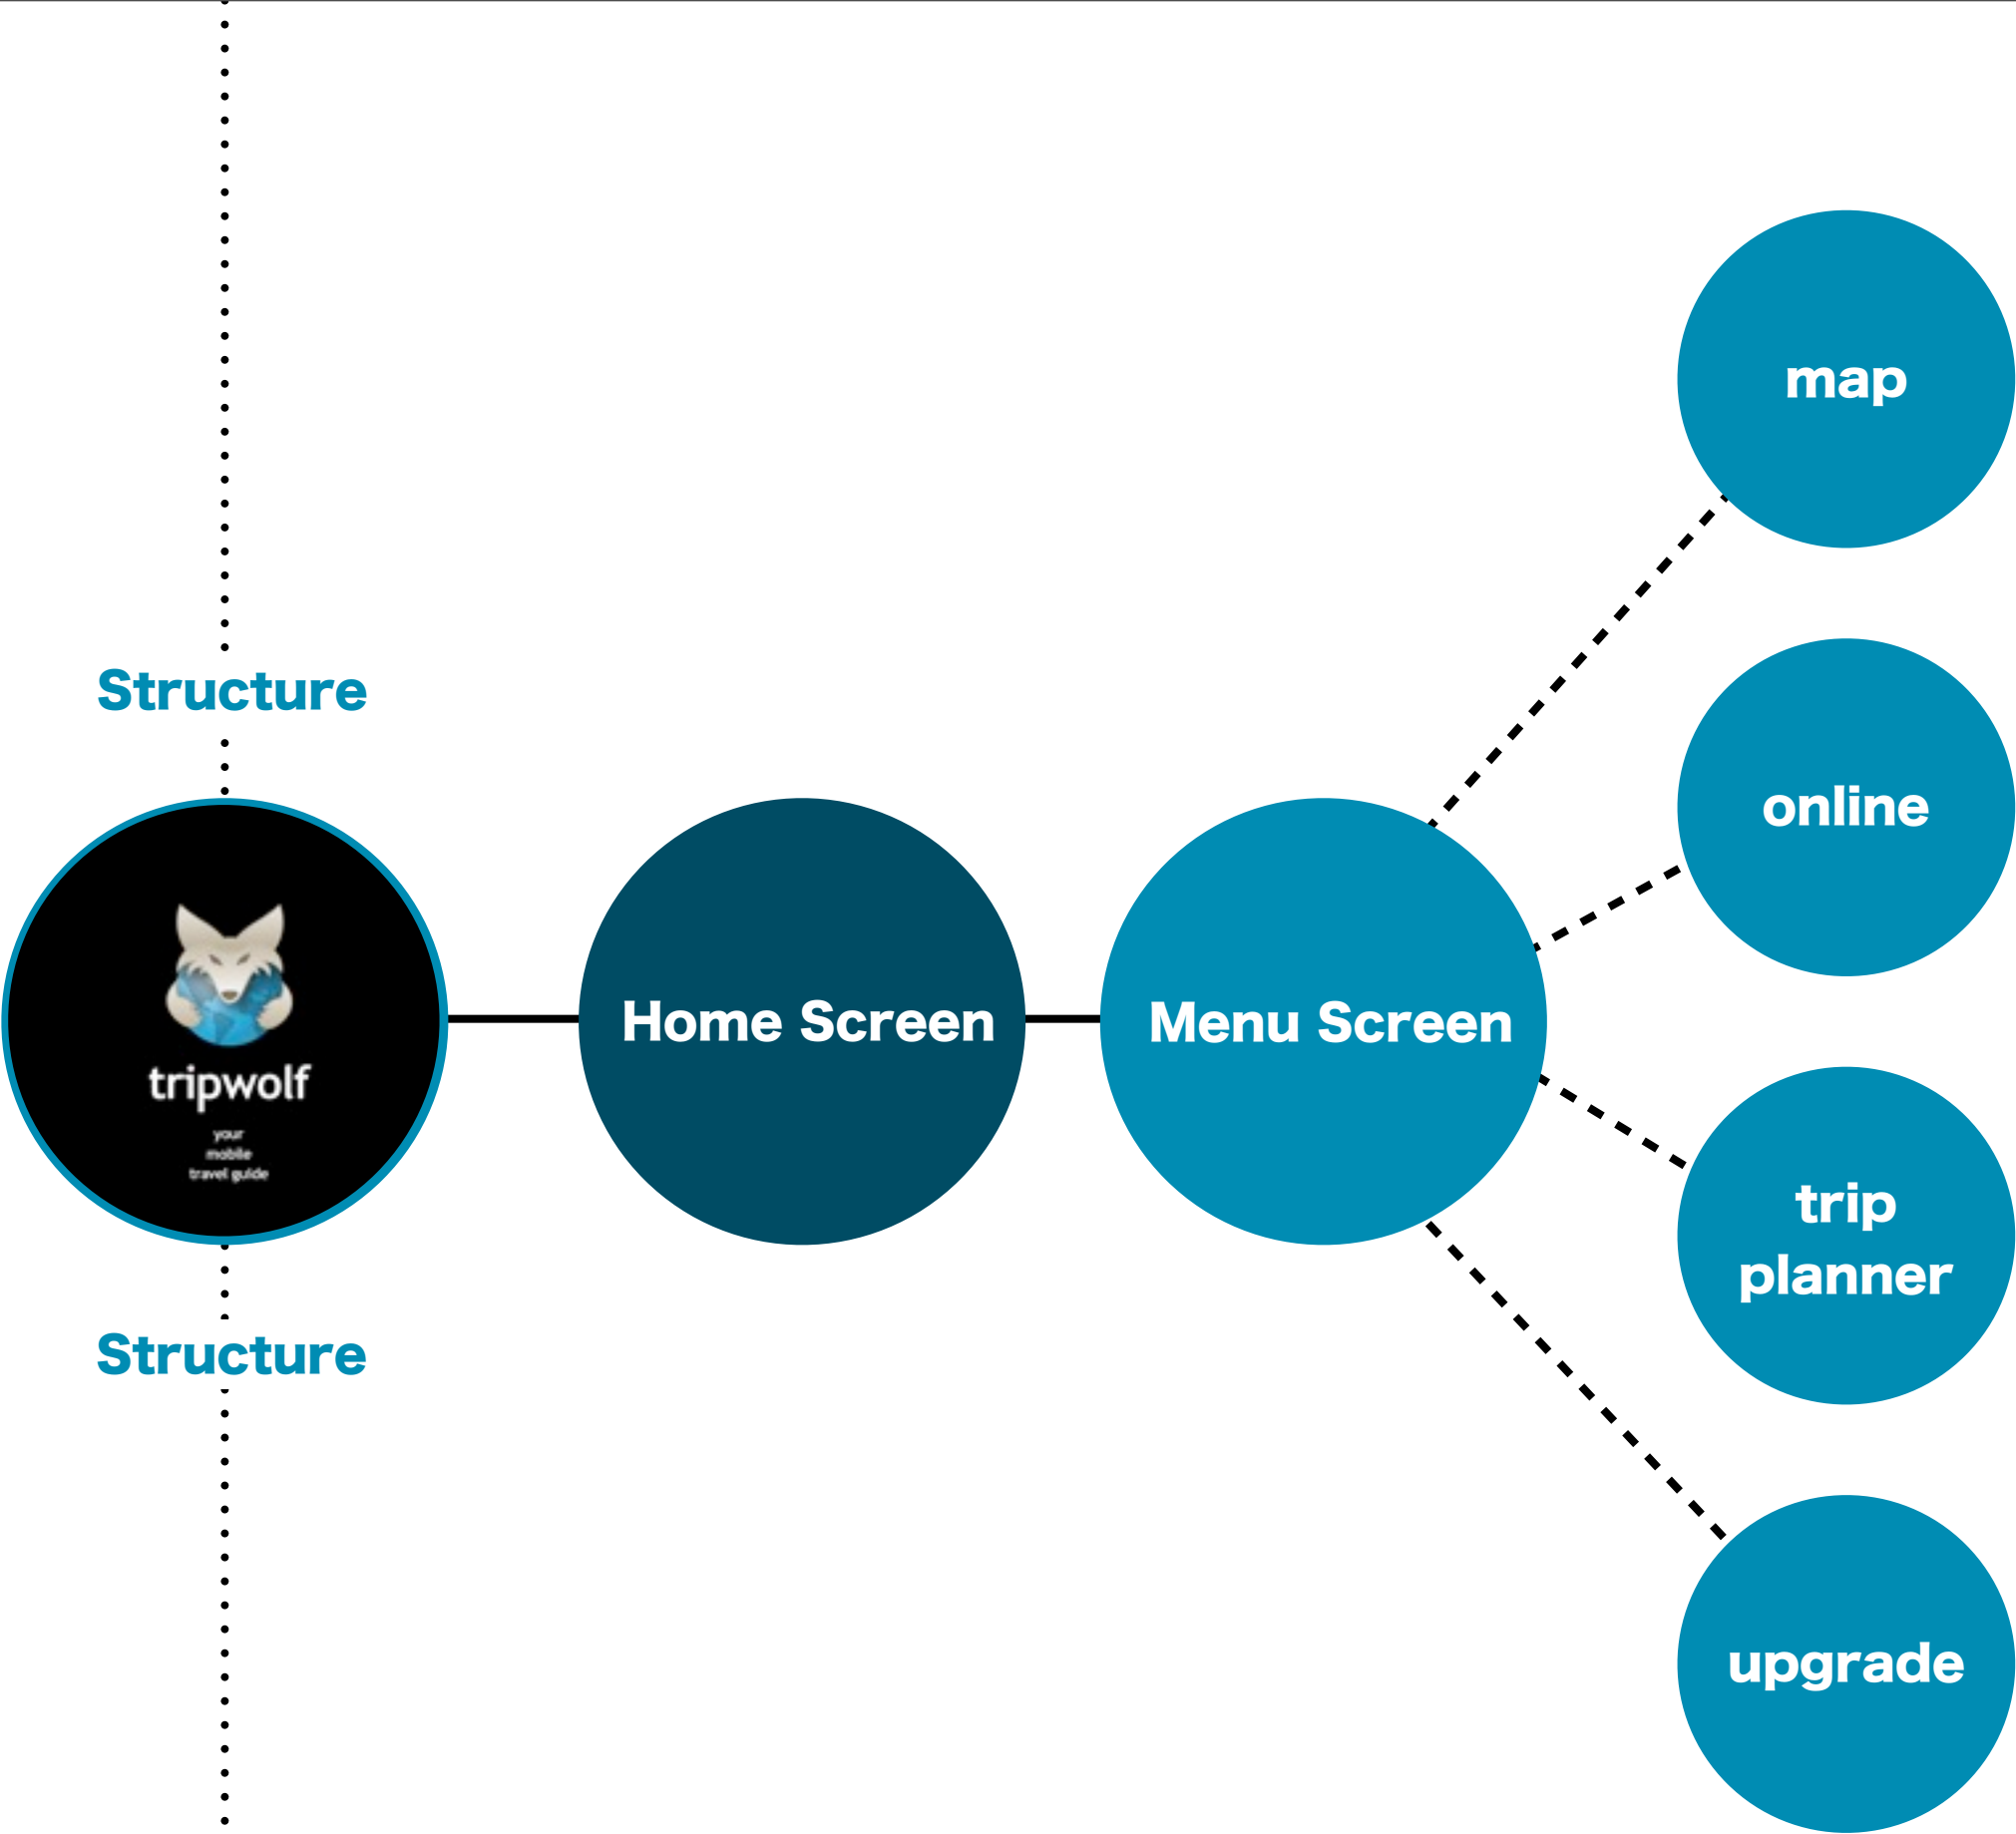 Structure
tripwolf
your
mobile
travel guide
Structure
Home Screen
Menu Screen
map
online
trip
planner
upgrade